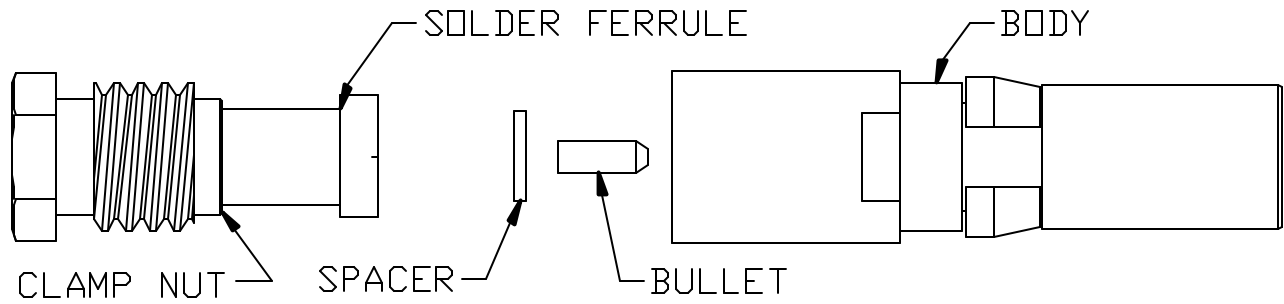 SOLDER FERRULE
BODY
CLAMP NUT
SPACER
BULLET